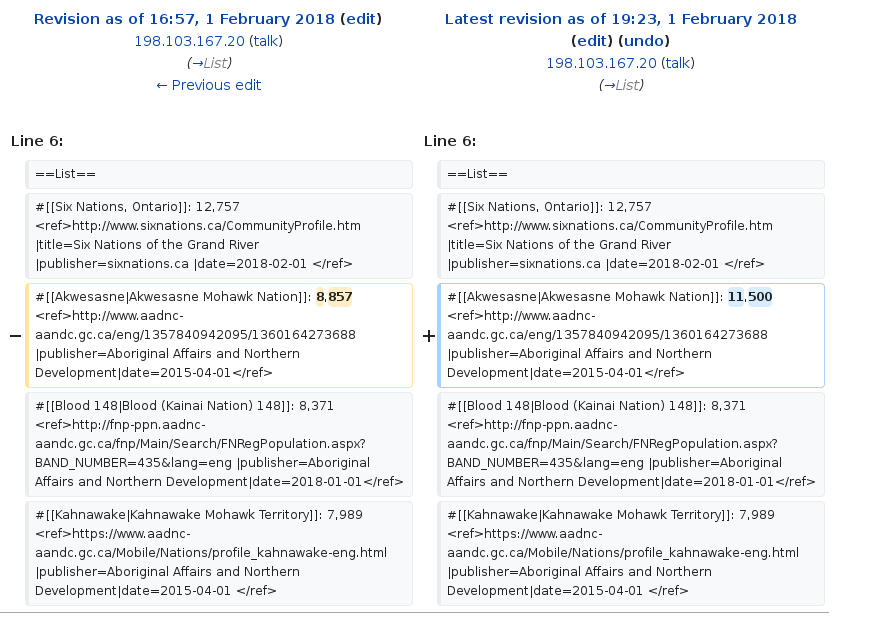 Revision as of 16:57, 1 February 2018 (edit)
198.103.167.20 (talk)
(→List)
← Previous edit
Latest revision as of 19:23, 1 February 2018
(edit) (undo)
198.103.167.20 (talk)
(→List)
Line 6:
==List==
#[[Six Nations, Ontario]]: 12,757
<ref>http://www.sixnations.ca/CommunityProfile.htm
|title=Six Nations of the Grand River
|publisher=sixnations.ca |date=2018-02-01 </ref>
−
#[[Akwesasne|Akwesasne Mohawk Nation]]: 8,857
<ref>http://www.aadnc-
aandc.gc.ca/eng/1357840942095/1360164273688
|publisher=Aboriginal Affairs and Northern
Development|date=2015-04-01</ref>
#[[Blood 148|Blood (Kainai Nation) 148]]: 8,371
<ref>http://fnp-ppn.aadnc-
aandc.gc.ca/fnp/Main/Search/FNRegPopulation.aspx?
BAND_NUMBER=435&lang=eng |publisher=Aboriginal
Affairs and Northern Development|date=2018-01-01</ref>
#[[Kahnawake|Kahnawake Mohawk Territory]]: 7,989
<ref>https://www.aadnc-
aandc.gc.ca/Mobile/Nations/profile_kahnawake-eng.html
|publisher=Aboriginal Affairs and Northern
Development|date=2015-04-01 </ref>
Line 6:
==List==
#[[Six Nations, Ontario]]: 12,757
<ref>http://www.sixnations.ca/CommunityProfile.htm
|title=Six Nations of the Grand River
|publisher=sixnations.ca |date=2018-02-01 </ref>
+
#[[Akwesasne|Akwesasne Mohawk Nation]]: 11,500
<ref>http://www.aadnc-
aandc.gc.ca/eng/1357840942095/1360164273688
|publisher=Aboriginal Affairs and Northern
Development|date=2015-04-01</ref>
#[[Blood 148|Blood (Kainai Nation) 148]]: 8,371
<ref>http://fnp-ppn.aadnc-
aandc.gc.ca/fnp/Main/Search/FNRegPopulation.aspx?
BAND_NUMBER=435&lang=eng |publisher=Aboriginal
Affairs and Northern Development|date=2018-01-01</ref>
#[[Kahnawake|Kahnawake Mohawk Territory]]: 7,989
<ref>https://www.aadnc-
aandc.gc.ca/Mobile/Nations/profile_kahnawake-eng.html
|publisher=Aboriginal Affairs and Northern
Development|date=2015-04-01 </ref>